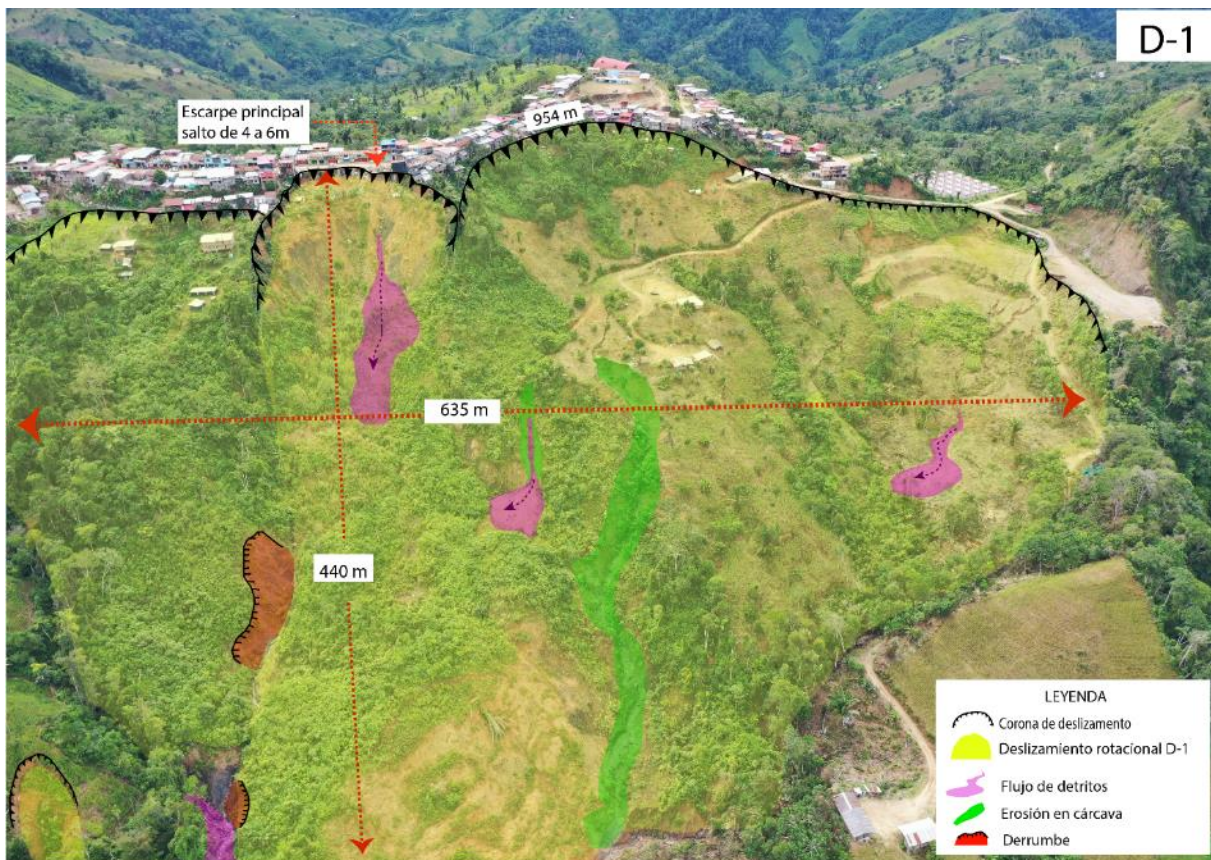 D-1
Escarpe principal
salto de 4 a 6m
954 m
635 m
440 m
LEYENDA
Corona de deslizamiento
Deslizamiento rotacional D-1
Flujo de detritos
Erosión en cárcava
Derrumbe